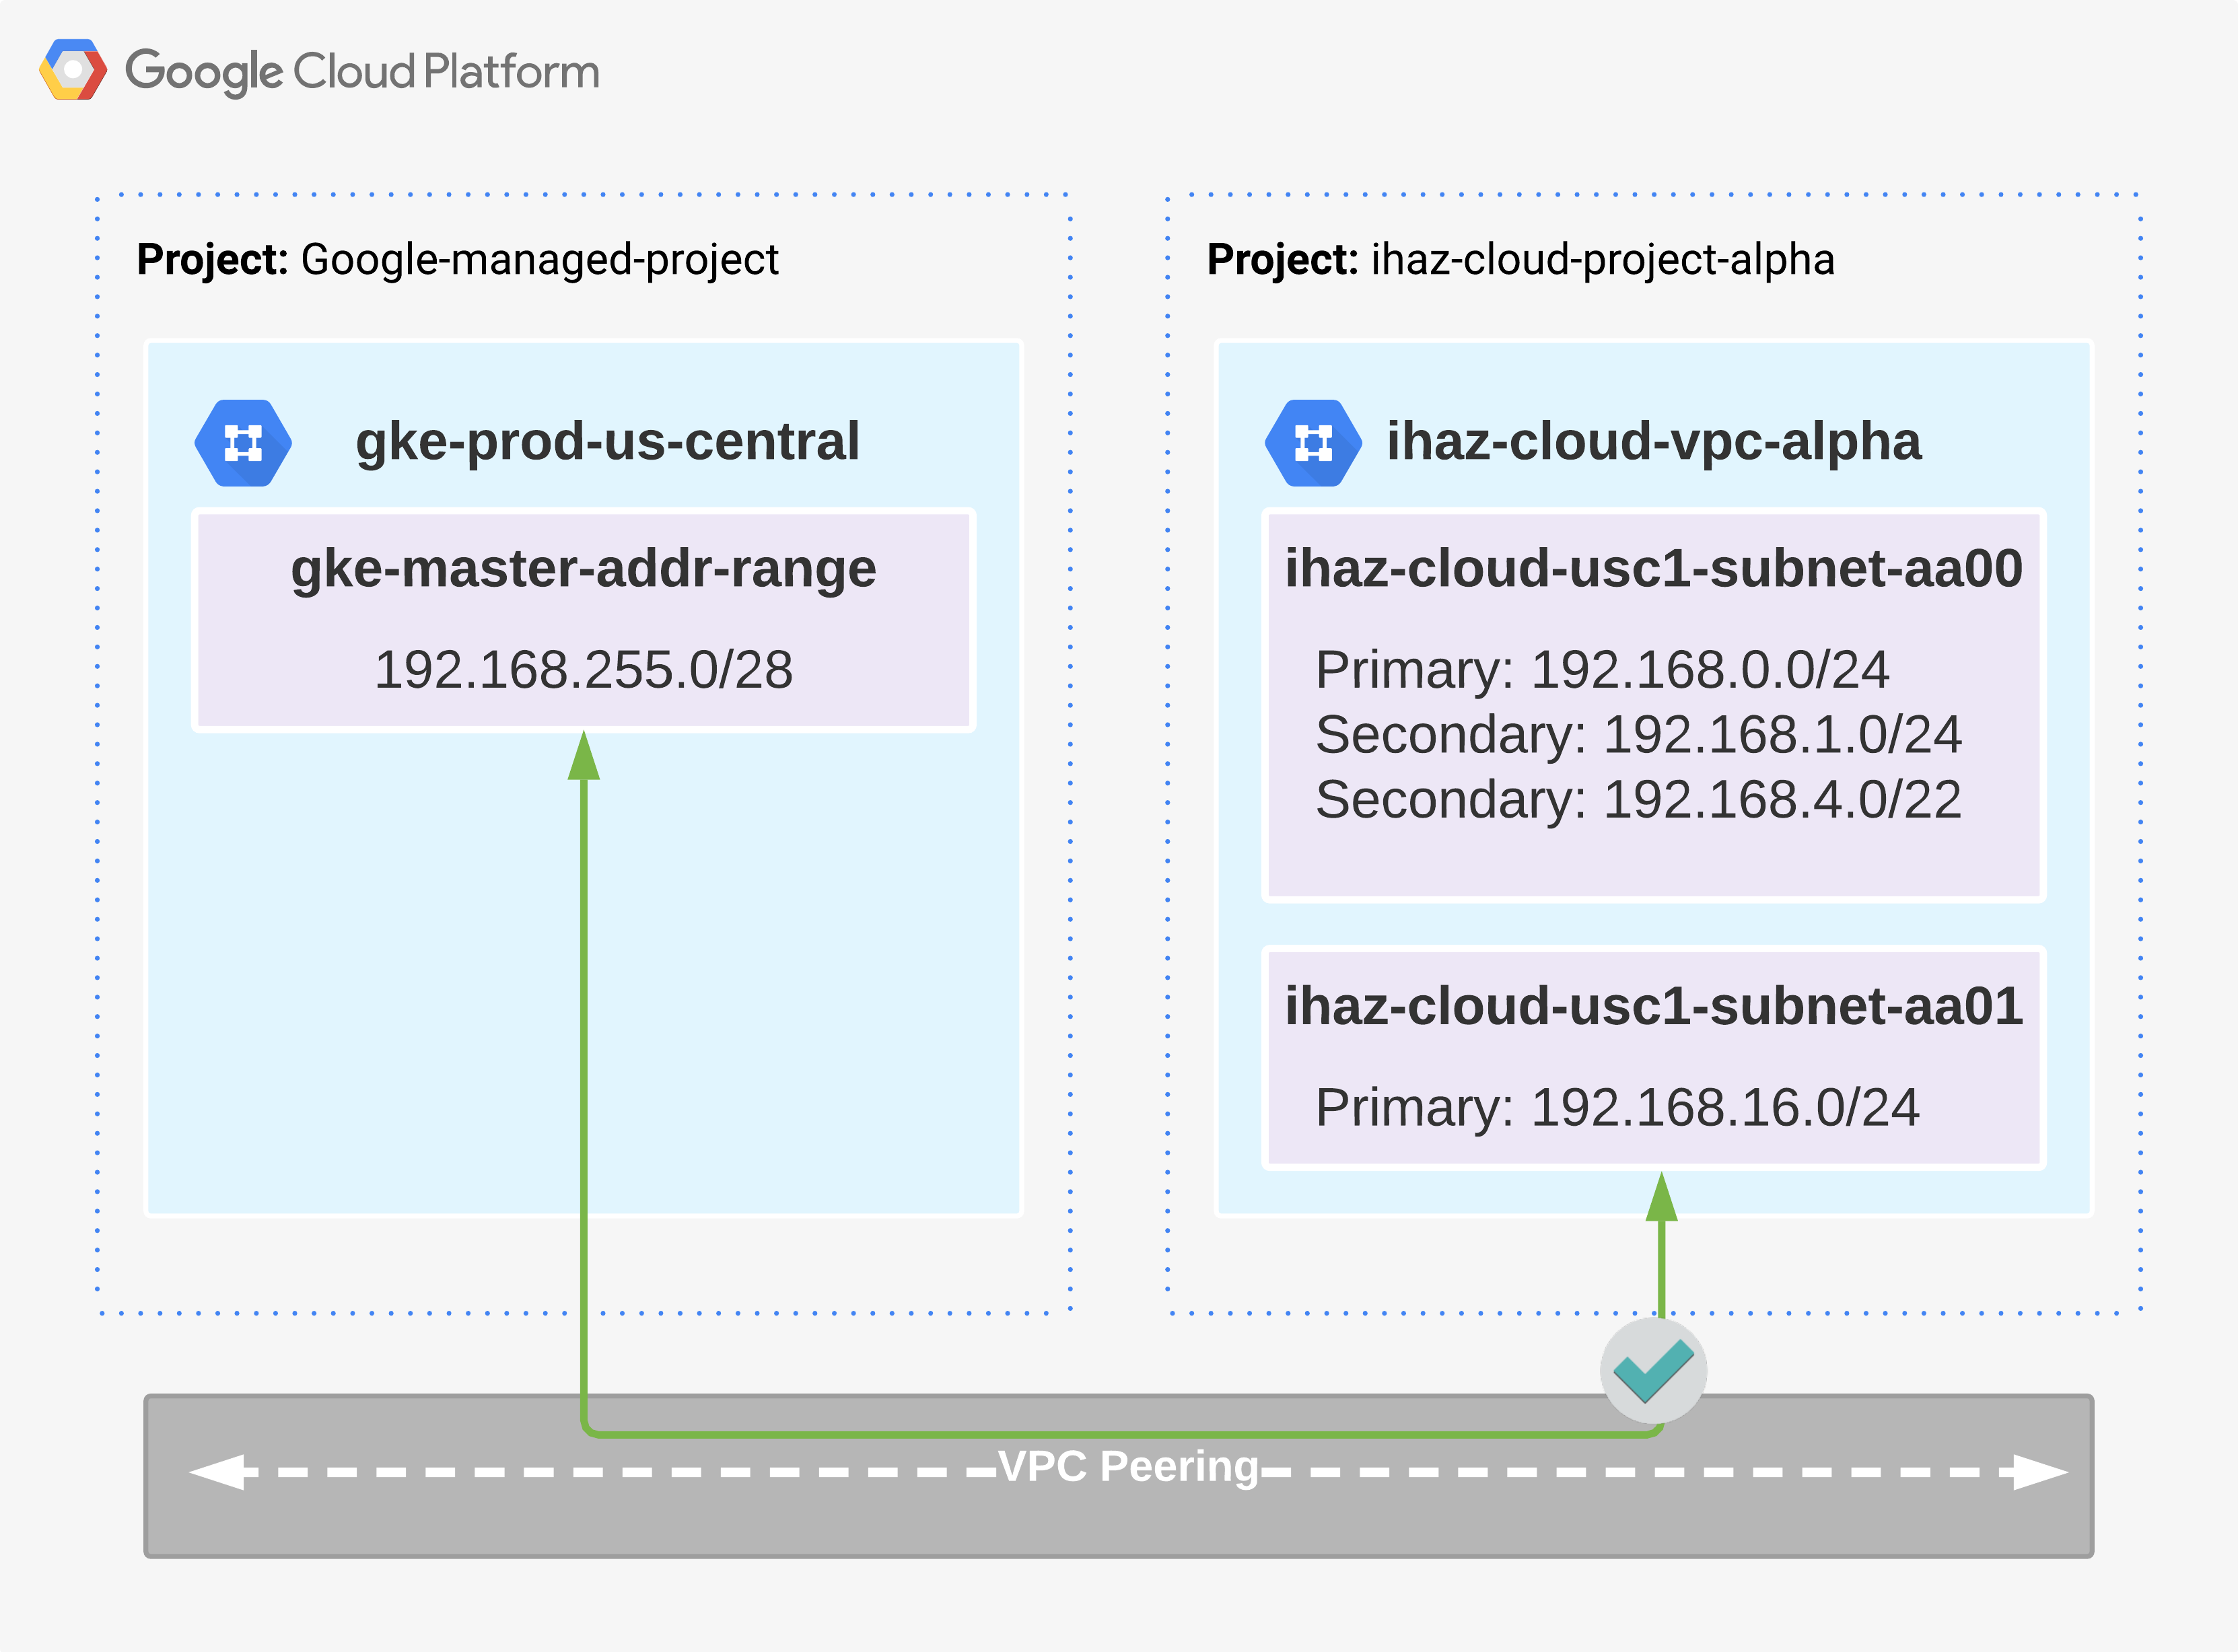 Google Cloud Platform
Project: Google-managed-project
gke-prod-us-central
gke-master-addr-range
192.168.255.0/28
Project: ihaz-cloud-project-alpha
ihaz-cloud-vpc-alpha
ihaz-cloud-usc1-subnet-aa00
Primary: 192.168.0.0/24
Secondary: 192.168.1.0/24
Secondary: 192.168.4.0/22
ihaz-cloud-usc1-subnet-aa01
Primary: 192.168.16.0/24
VPC Peering